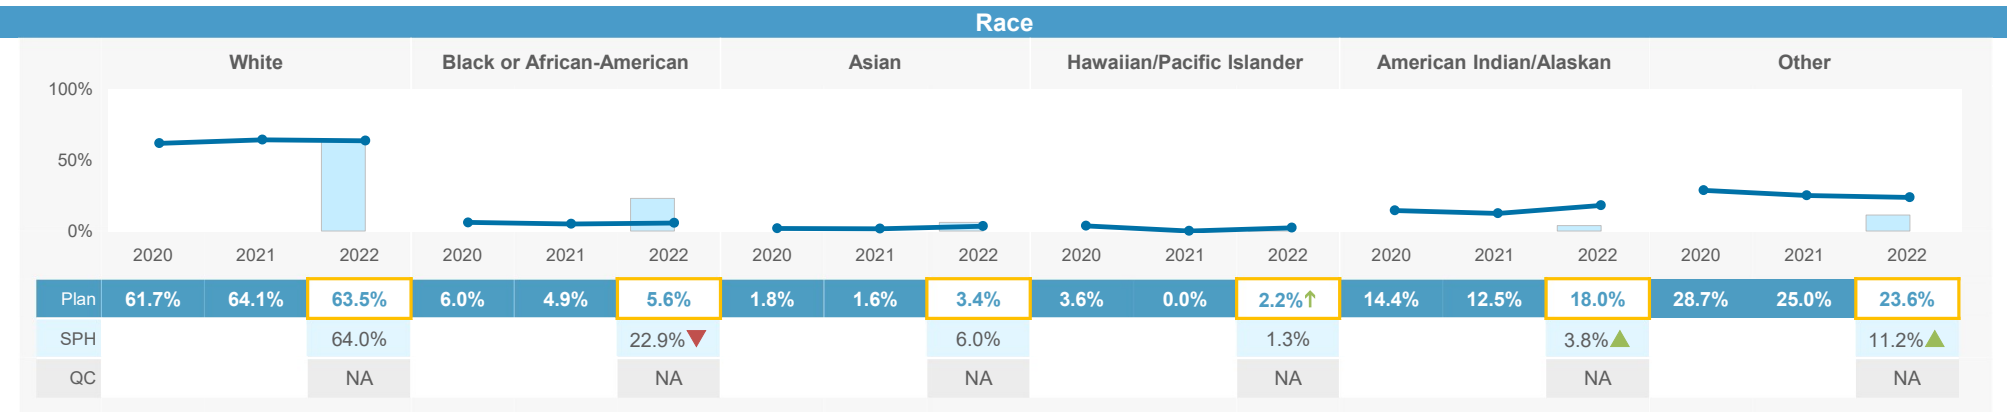 Race
White Black or African-American Asian Hawaiian/Pacific Islander American Indian/Alaskan Other
100%
50%
0%
2020 2021 2022 2020 2021 2022 2020 2021 2022 2020 2021 2022 2020 2021 2022 2020 2021 2022
Plan 61.7% 64.1% 63.5% 6.0% 4.9% 5.6% 1.8% 1.6% 3.4% 3.6% 0.0% 2.2%↑ 14.4% 12.5% 18.0% 28.7% 25.0% 23.6%
SPH 64.0% 22.9%▼ 6.0% 1.3% 3.8%▲ 11.2%▲
QC NA NA NA NA NA NA